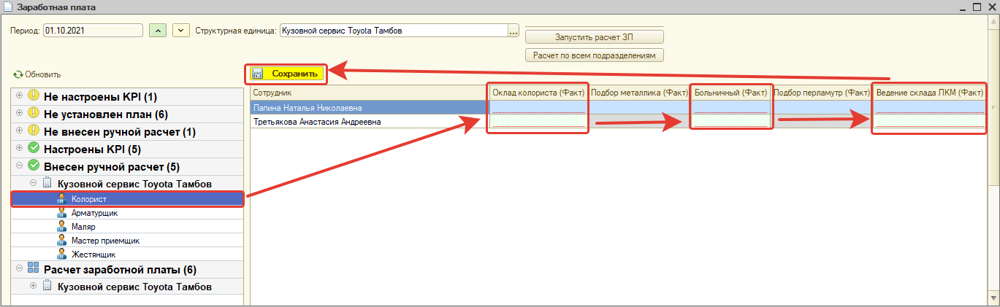 Заработная плата
Период: 01.10.2021 Структурная единица: Кузовной сервис Toyota Тамбов ...
Запустить расчет ЗП
Расчет по всем подразделениям
Обновить
Сохранить
Не настроены KPI (1)
Не установлен план (6)
Не внесен ручной расчет (1)
Настроены KPI (5)
Внесен ручной расчет (5)
Кузовной сервис Toyota Тамбов
Колорист
Арматурщик
Маляр
Мастер приемщик
Жестянщик
Расчет заработной платы (6)
Кузовной сервис Toyota Тамбов
Сотрудник Оклад колориста (Факт) Подбор металлика (Факт) Больничный (Факт) Подбор перламутр (Факт) Ведение склада ЛКМ (Факт)
Лапина Наталья Николаевна
Третьякова Анастасия Андреевна